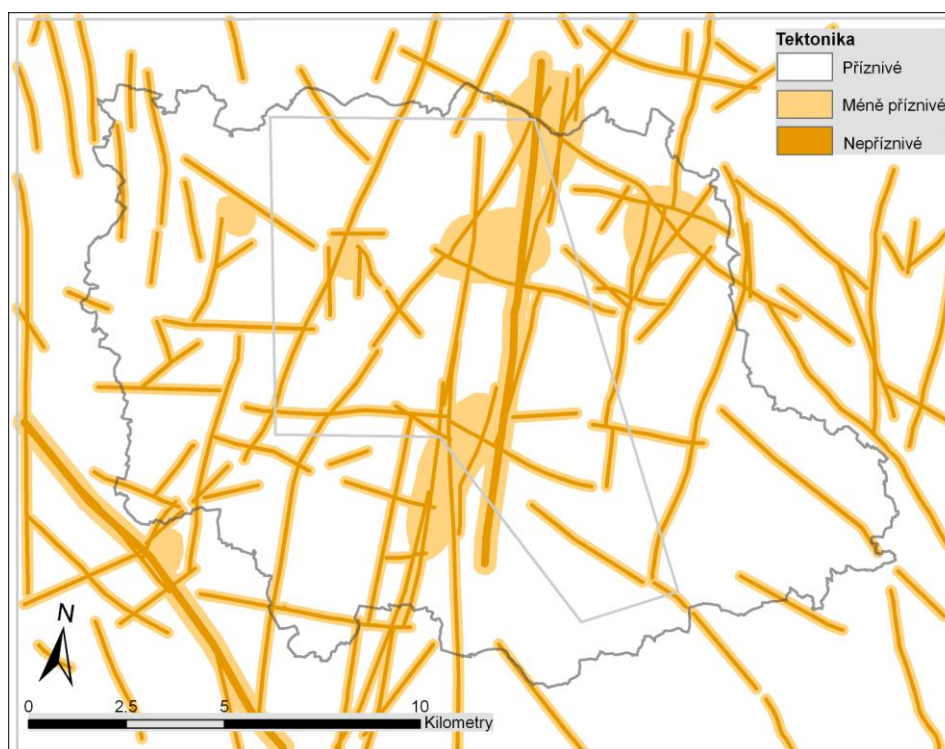 Tektonika
Příznivé
Méně příznivé
Nepříznivé
N
0 2.5 5 10
Kilometry